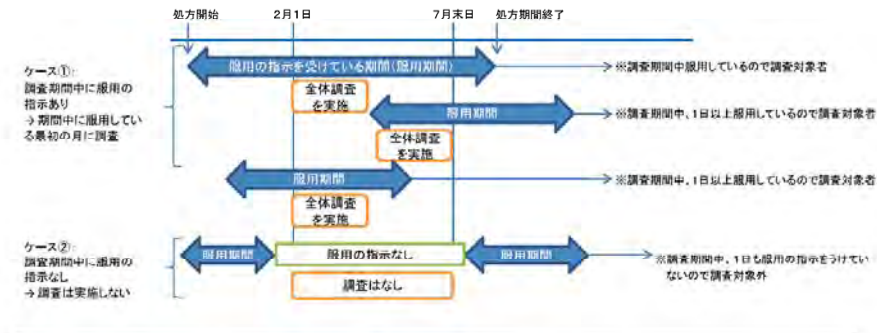 処方開始
2月1日
7月末日
処方期間終了
ケース①:
調査期間中に服用の
指示あり
→期間中に服用してい
る最初の月に調査
服用の指示を受けている期間(服用期間)
※調査期間中服用しているので調査対象者
全体調査
を実施
服用期間
※調査期間中、1日以上服用しているので調査対象者
全体調査
を実施
服用期間
※調査期間中、1日以上服用しているので調査対象者
全体調査
を実施
ケース②:
調査期間中に服用の
指示なし
→調査は実施しない
服用期間
服用の指示なし
服用期間
※調査期間中、1日も服用の指示をうけてい
ないので調査対象外
調査はなし